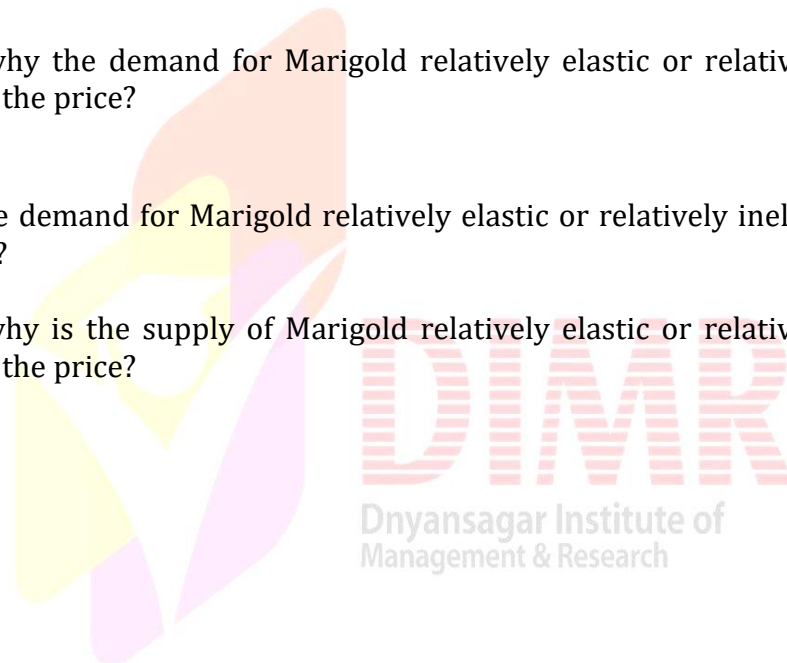 why the demand for Marigold relatively elastic or relativ
the price?
e demand for Marigold relatively elastic or relatively inel
?
why is the supply of Marigold relatively elastic or relativ
the price?
DIMR
Dnyansagar Institute of
Management & Research